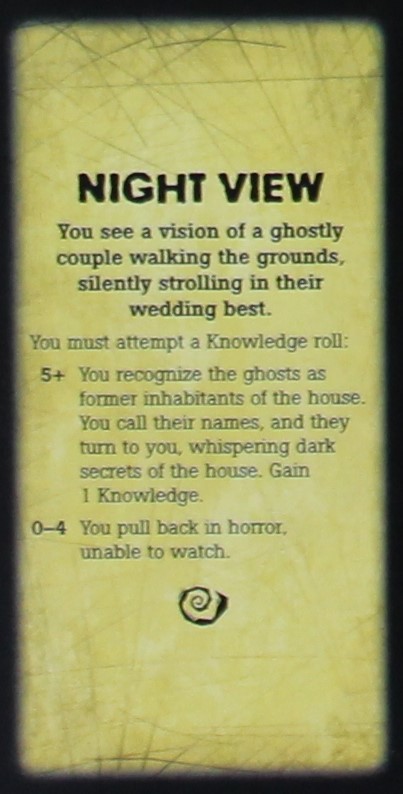 NIGHT VIEW
You see a vision of a ghostly
couple walking the grounds,
silently strolling in their
wedding best.
You must attempt a Knowledge roll:
5+ You recognize the ghosts as
former inhabitants of the house.
You call their names, and they
turn to you, whispering dark
secrets of the house. Gain
1 Knowledge.
0–4 You pull back in horror,
unable to watch.